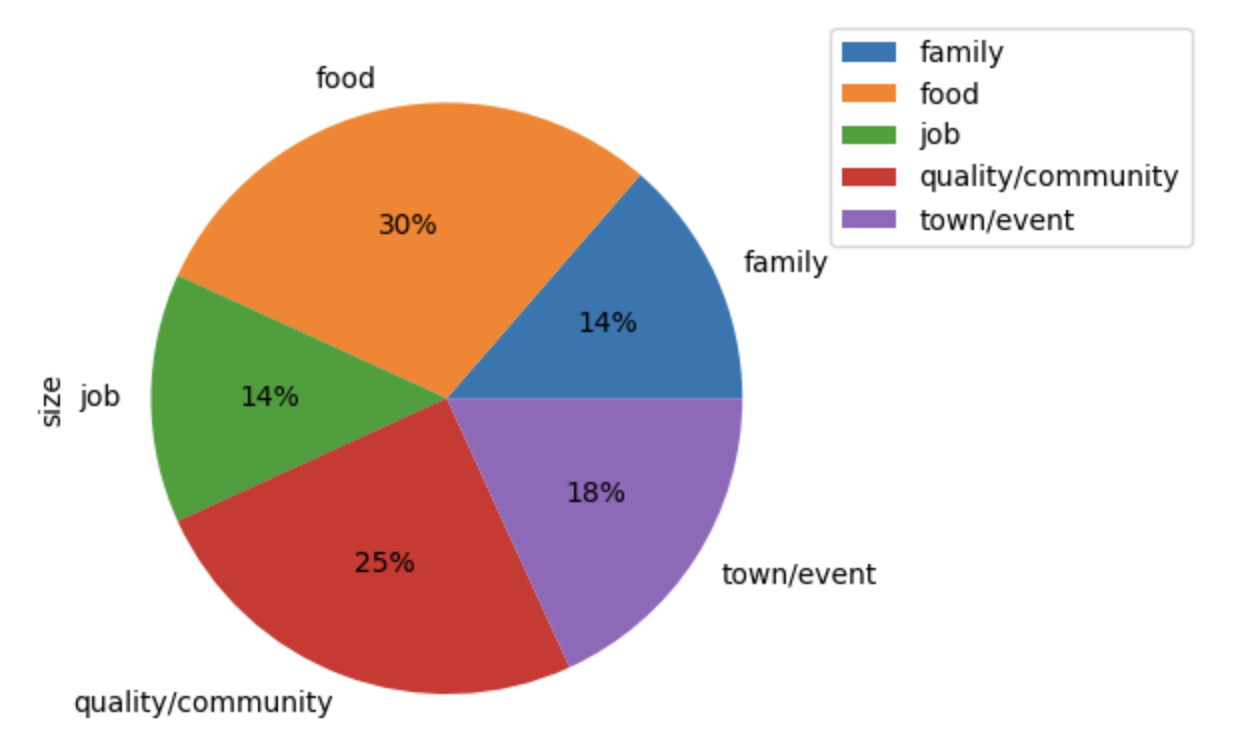 food
family
food
job
quality/community
town/event
family
30%
14%
size
job
14%
18%
25%
town/event
quality/community